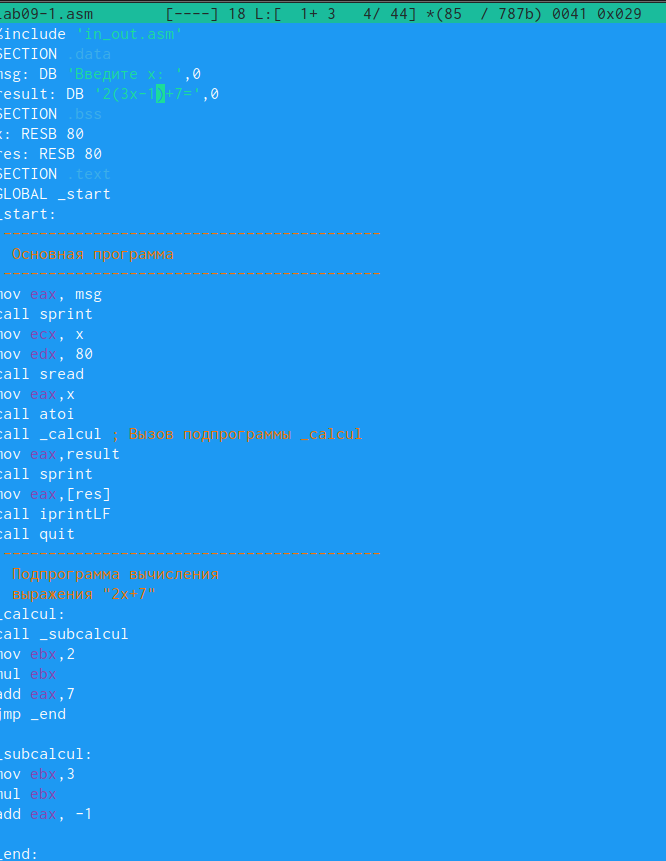 lab09-1.asm [----] 18 L:[ 1+ 3 4/ 44] *(85 / 787b) 0041 0x029
%include 'in_out.asm'
SECTION .data
msg: DB 'Введите x: ',0
result: DB '2(3x-1)+7=',0
SECTION .bss
x: RESB 80
res: RESB 80
SECTION .text
GLOBAL _start
_start:
------------------------------------------
Основная программа
------------------------------------------
mov eax, msg
call sprint
mov ecx, x
mov edx, 80
call sread
mov eax,x
call atoi
call _calcul ; Вызов подпрограммы _calcul
mov eax,result
call sprint
mov eax,[res]
call iprintLF
call quit
------------------------------------------
Подпрограмма вычисления
выражения "2x+7"
_calcul:
call _subcalcul
mov ebx,2
mul ebx
add eax,7
jmp _end
_subcalcul:
mov ebx,3
mul ebx
add eax, -1
_end: